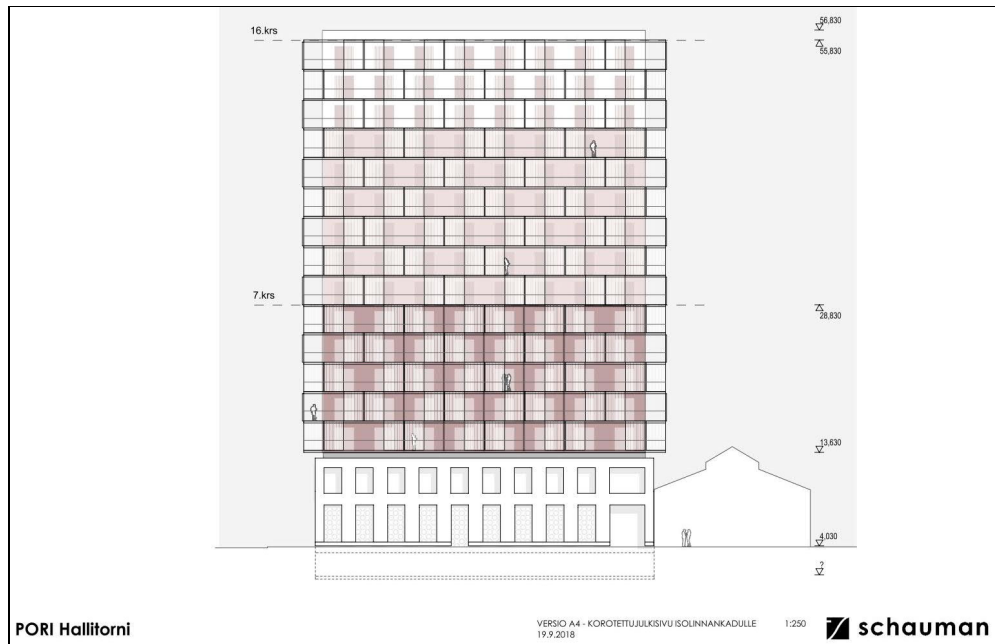 16.krs
56,830
55,830
7.krs
28,830
13,630
4,030
?
PORI Hallitorni
VERSIO A4 - KOROTETTUJULKISIVU ISOLINNANKADULLE 1:250
19.9.2018
schauman